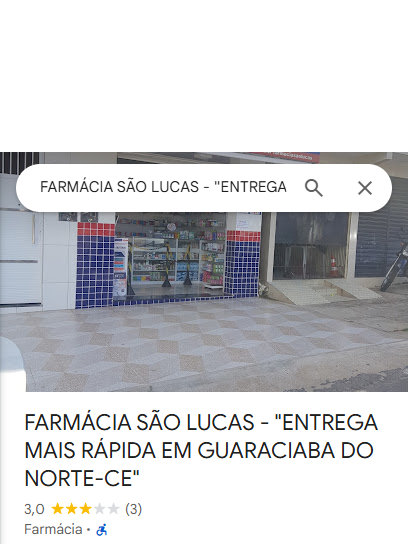 FARMÁCIA SÃO LUCAS - "ENTREGA
FARMÁCIA SÃO LUCAS - "ENTREGA
MAIS RÁPIDA EM GUARACIABA DO
NORTE-CE"
3,0 (3)
Farmácia ·